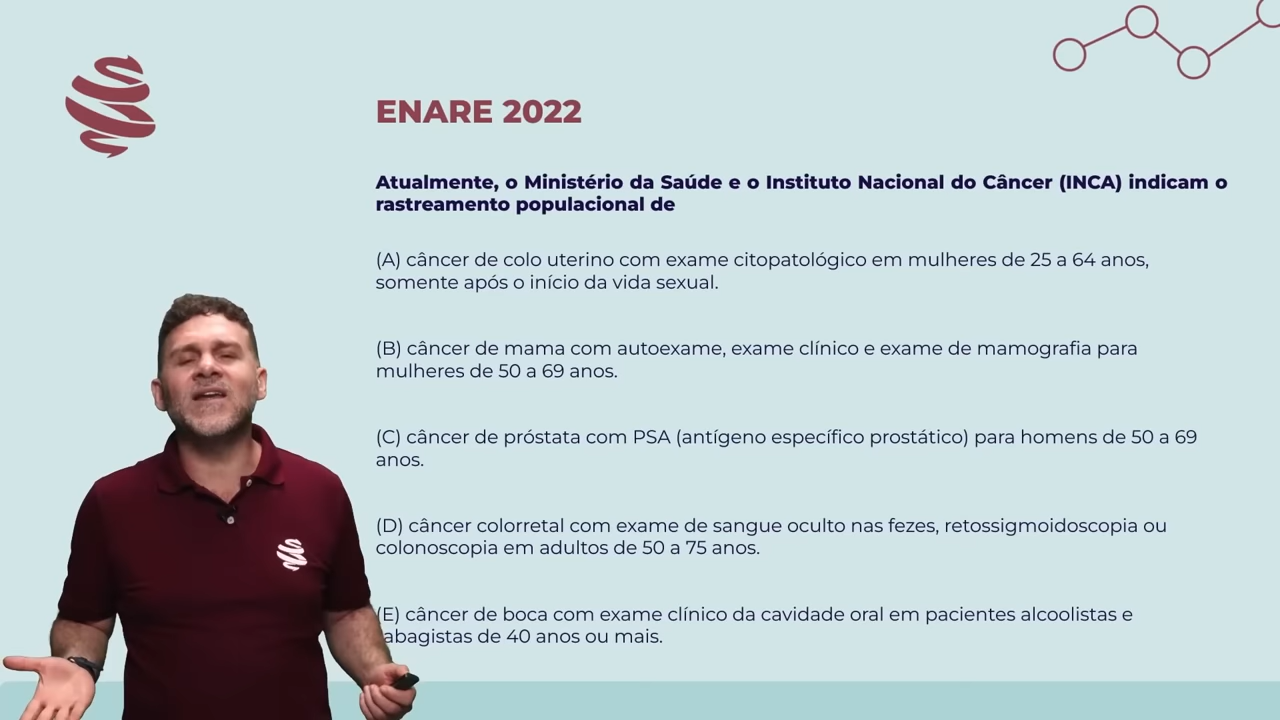 ENARE 2022
Atualmente, o Ministério da Saúde e o Instituto Nacional do Câncer (INCA) indicam o
rastreamento populacional de
(A) câncer de colo uterino com exame citopatológico em mulheres de 25 a 64 anos,
somente após o início da vida sexual.
(B) câncer de mama com autoexame, exame clínico e exame de mamografia para
mulheres de 50 a 69 anos.
(C) câncer de próstata com PSA (antígeno específico prostático) para homens de 50 a 69
anos.
(D) câncer colorretal com exame de sangue oculto nas fezes, retossigmoidoscopia ou
colonoscopia em adultos de 50 a 75 anos.
(E) câncer de boca com exame clínico da cavidade oral em pacientes alcoolistas e
abagistas de 40 anos ou mais.